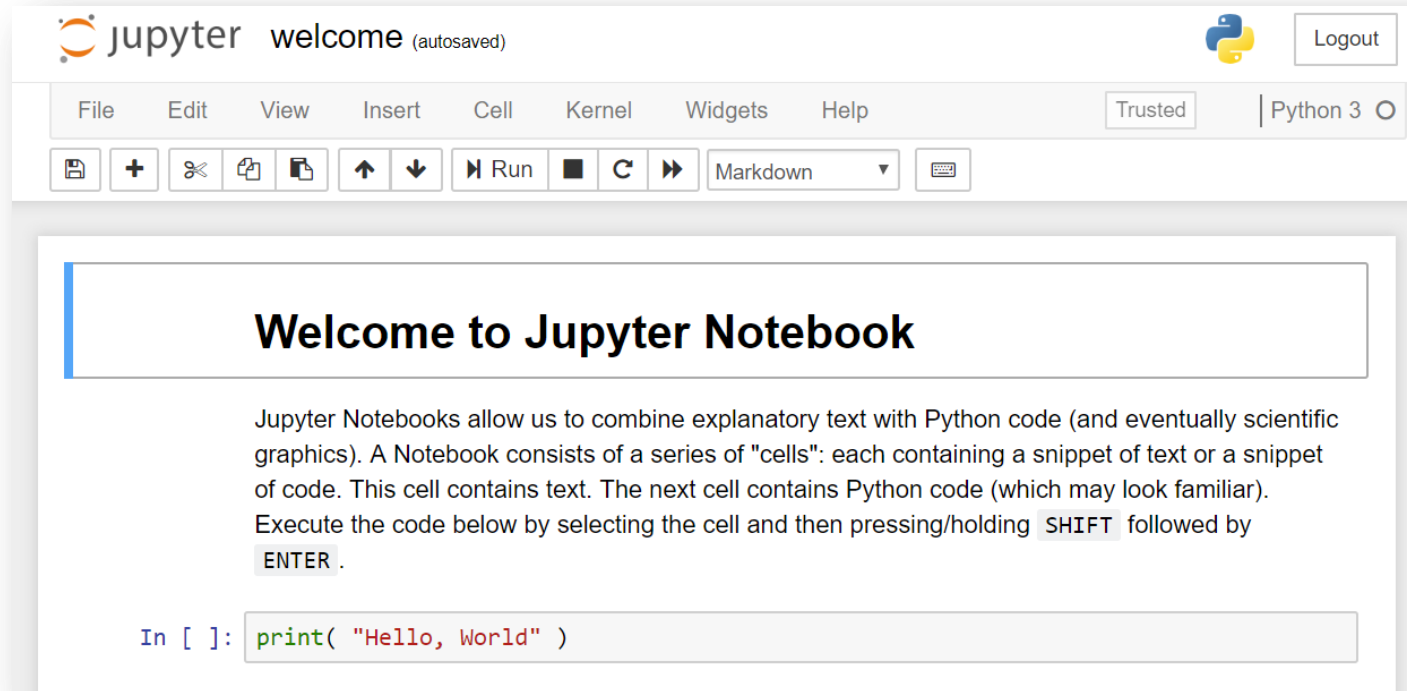 jupyter welcome (autosaved)
Logout
File Edit View Insert Cell Kernel Widgets Help Trusted Python 3
Run Markdown
Welcome to Jupyter Notebook
Jupyter Notebooks allow us to combine explanatory text with Python code (and eventually scientific
graphics). A Notebook consists of a series of "cells": each containing a snippet of text or a snippet
of code. This cell contains text. The next cell contains Python code (which may look familiar).
Execute the code below by selecting the cell and then pressing/holding SHIFT followed by
ENTER .
In [ ]: print( "Hello, World" )